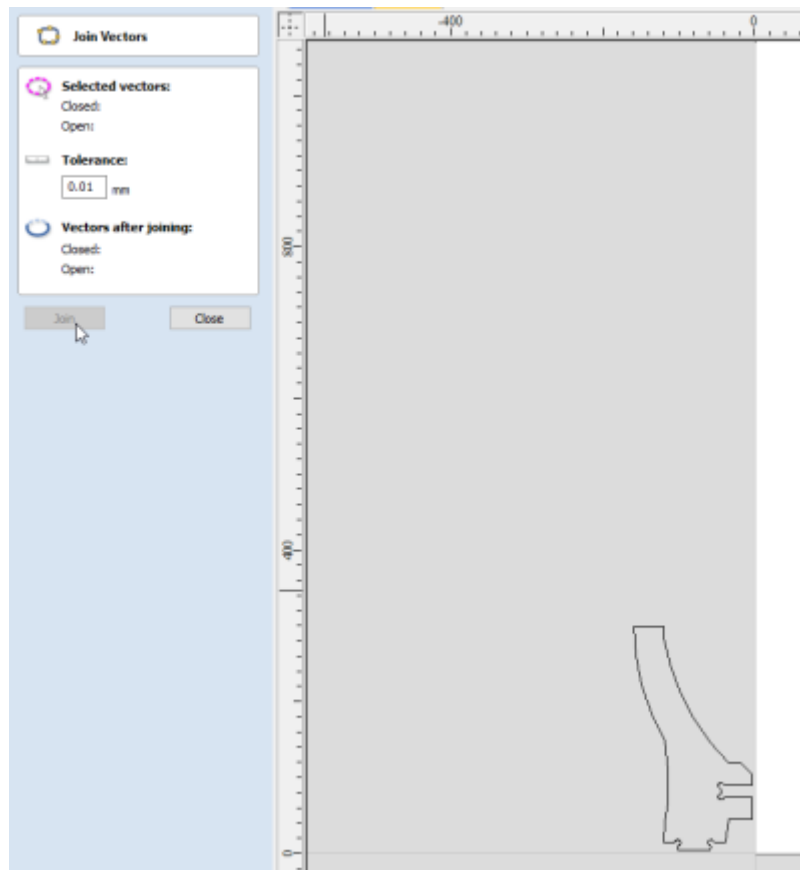 Join Vectors
Selected vectors:
Closed:
Open:
Tolerance:
0.01 mm
Vectors after joining:
Closed:
Open:
Join
Close
-400
0
800
400
0